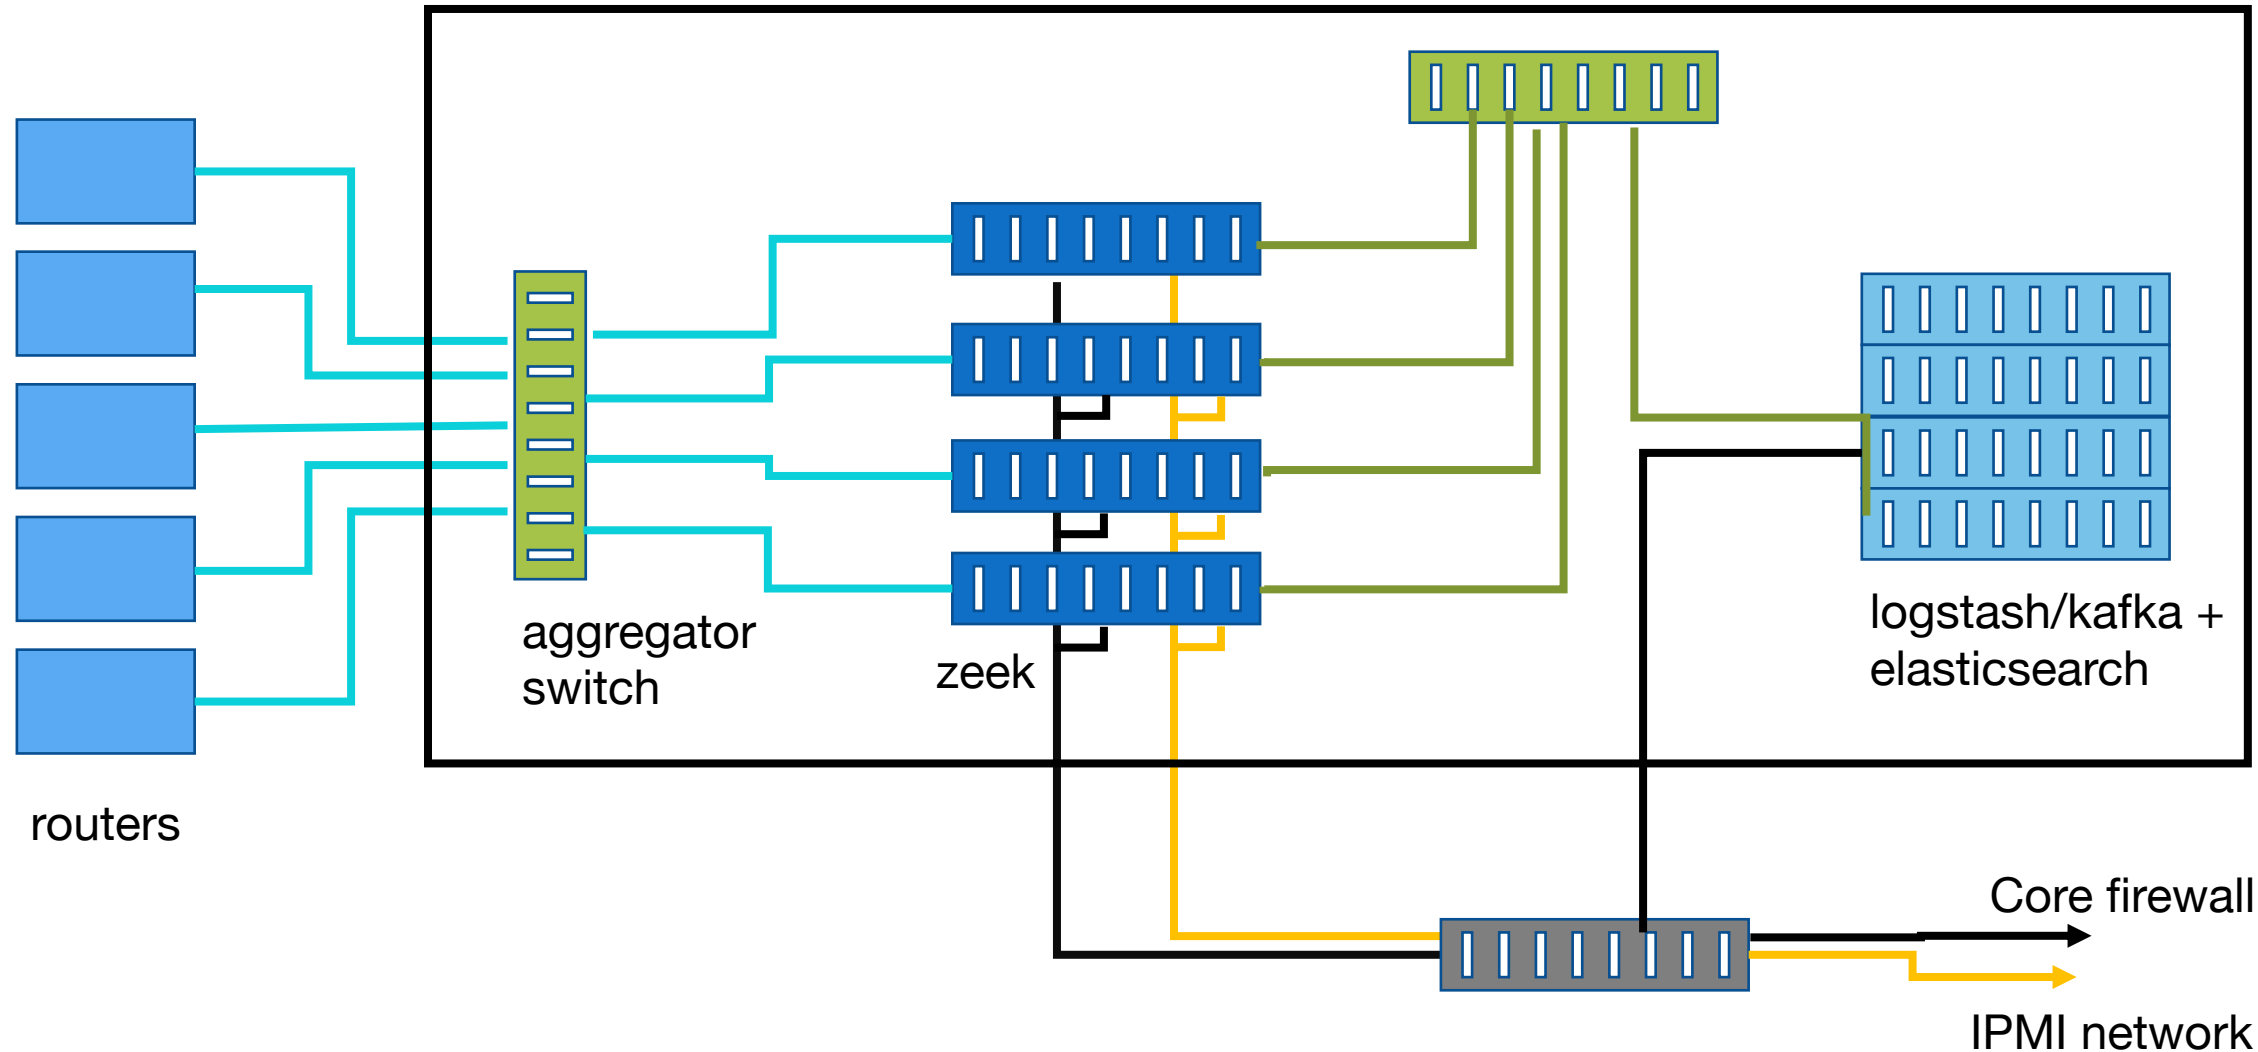 aggregator
switch
zeek
logstash/kafka +
elasticsearch
routers
Core firewall
IPMI network